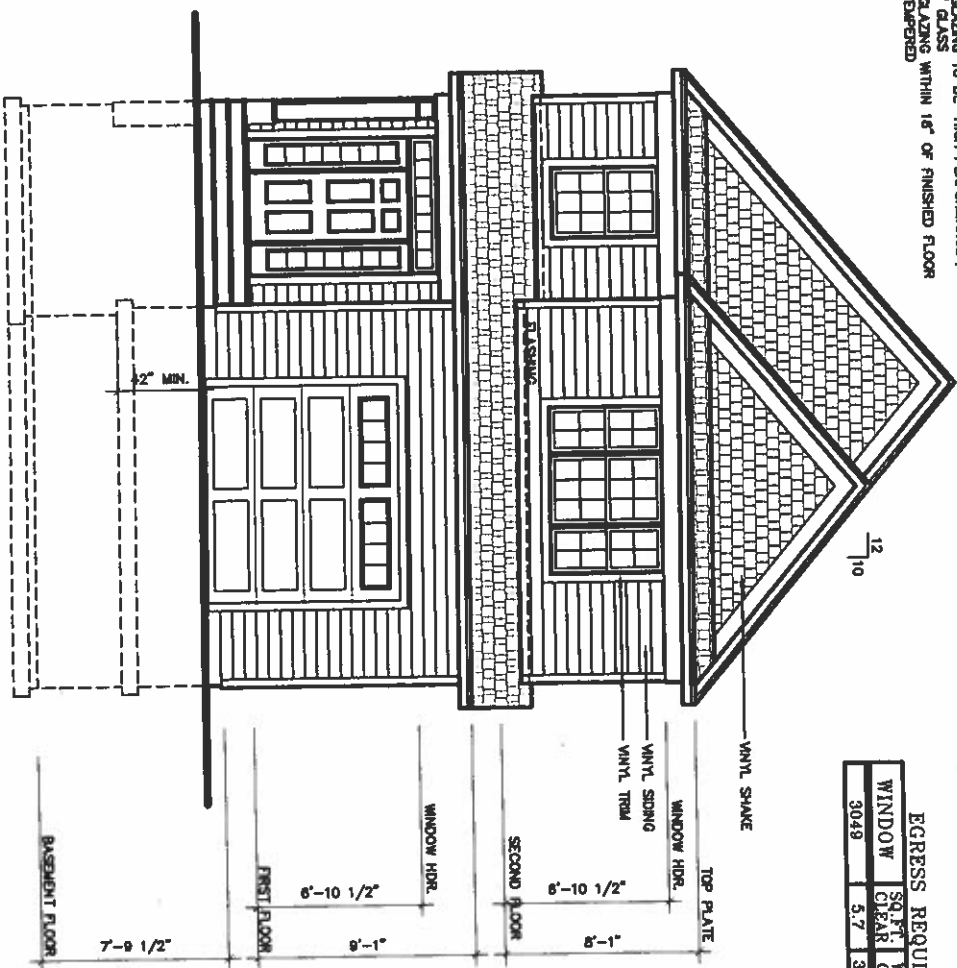 GLASS
GLAZING WITHIN 18" OF FINISHED FLOOR
TEMPERED
12
10
EGRESS REQUI
WINDOW SQ.FT. CLEAR
3049 5.7 3
VINYL SHAKE
TOP PLATE
WINDOW HDR.
VINYL SIDING
VINYL TRIM
8'-1"
6'-10 1/2"
FLASHING
SECOND FLOOR
WINDOW HDR.
9'-1"
6'-10 1/2"
FIRST FLOOR
42" MIN.
7'-9 1/2"
BASEMENT FLOOR